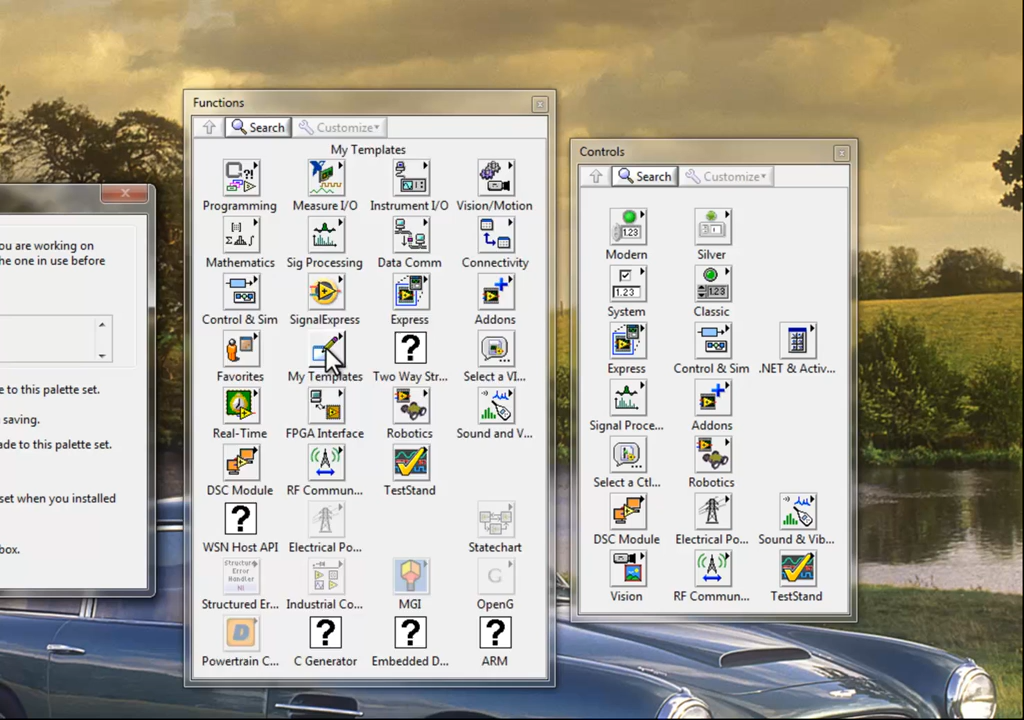 ou are working on
he one in use before
e to this palette set.
saving.
ade to this palette set.
set when you installed
box.
Functions
Search
Customize
My Templates
Programming
Measure I/O
Instrument I/O
Vision/Motion
Mathematics
Sig Processing
Data Comm
Connectivity
Control & Sim
SignalExpress
Express
Addons
Favorites
My Templates
Two Way Str...
Select a VI...
Real-Time
FPGA Interface
Robotics
Sound and V...
DSC Module
RF Commun...
TestStand
WSN Host API
Electrical Po...
Statechart
Structured Error Handler NI
Structured Er...
Industrial Co...
MGI
OpenG
Powertrain C...
C Generator
Embedded D...
ARM
Controls
Search
Customize
Modern
Silver
System
Classic
Express
Control & Sim
.NET & Activ...
Signal Proce...
Addons
Select a Ctl...
Robotics
DSC Module
Electrical Po...
Sound & Vib...
Vision
RF Commun...
TestStand